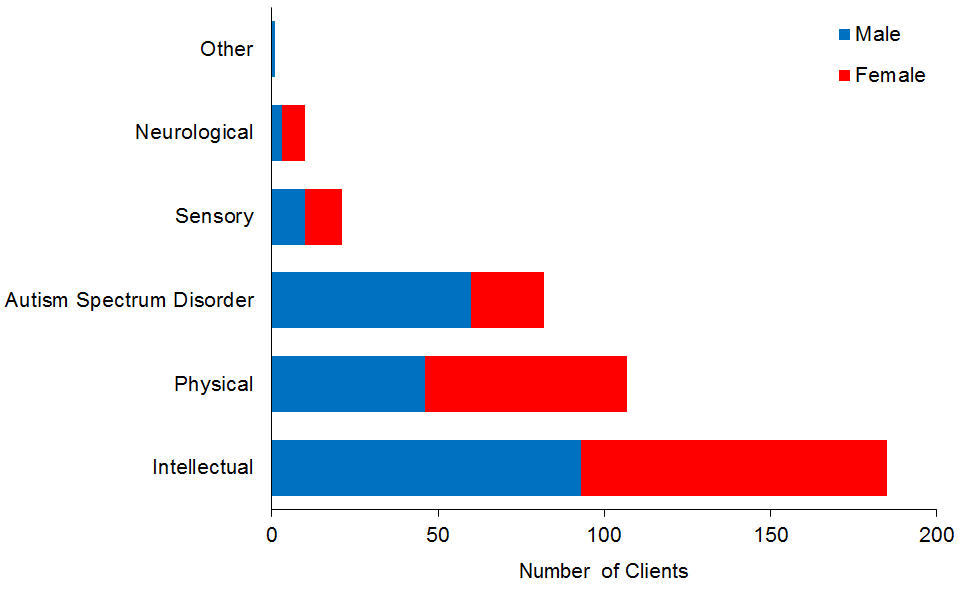 Male
Female
Other
Neurological
Sensory
Autism Spectrum Disorder
Physical
Intellectual
0 50 100 150 200
Number of Clients